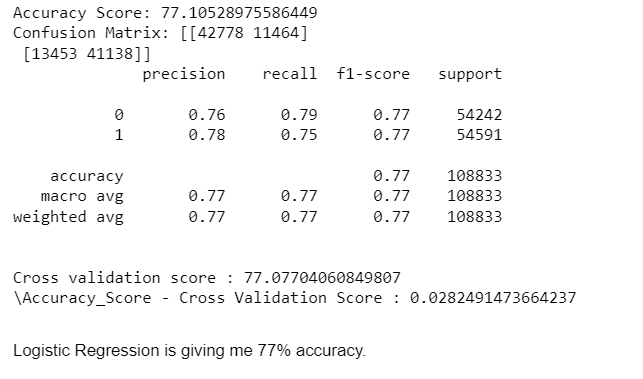 Accuracy Score: 77.10528975586449
Confusion Matrix: [[42778 11464]
[13453 41138]]
precision recall f1-score support
0 0.76 0.79 0.77 54242
1 0.78 0.75 0.77 54591
accuracy 0.77 108833
macro avg 0.77 0.77 0.77 108833
weighted avg 0.77 0.77 0.77 108833
Cross validation score : 77.07704060849807
\Accuracy_Score - Cross Validation Score : 0.0282491473664237
Logistic Regression is giving me 77% accuracy.